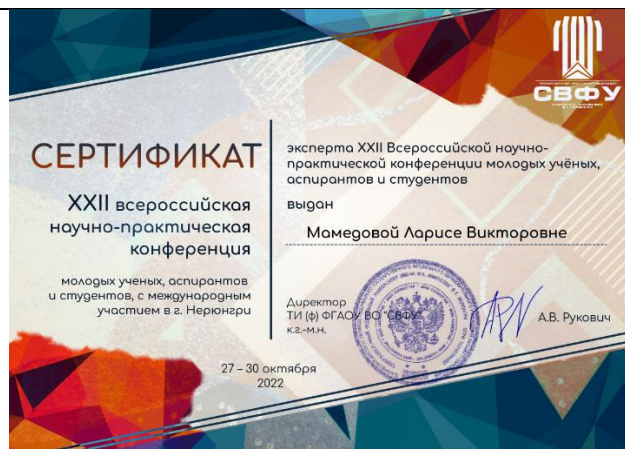 СВФУ
СЕРТИФИКАТ
XXII всероссийская
научно-практическая
конференция
молодых ученых, аспирантов
и студентов, с международным
участием в г. Нерюнгри
27 – 30 октября
2022
эксперта XXII Всероссийской научно-
практической конференции молодых учёных,
аспирантов и студентов
выдан
Мамедовой Ларисе Викторовне
Директор
ТИ (ф) ФГАОУ ВО "СВФУ"
к.г.-м.н.
А.В. Рукович